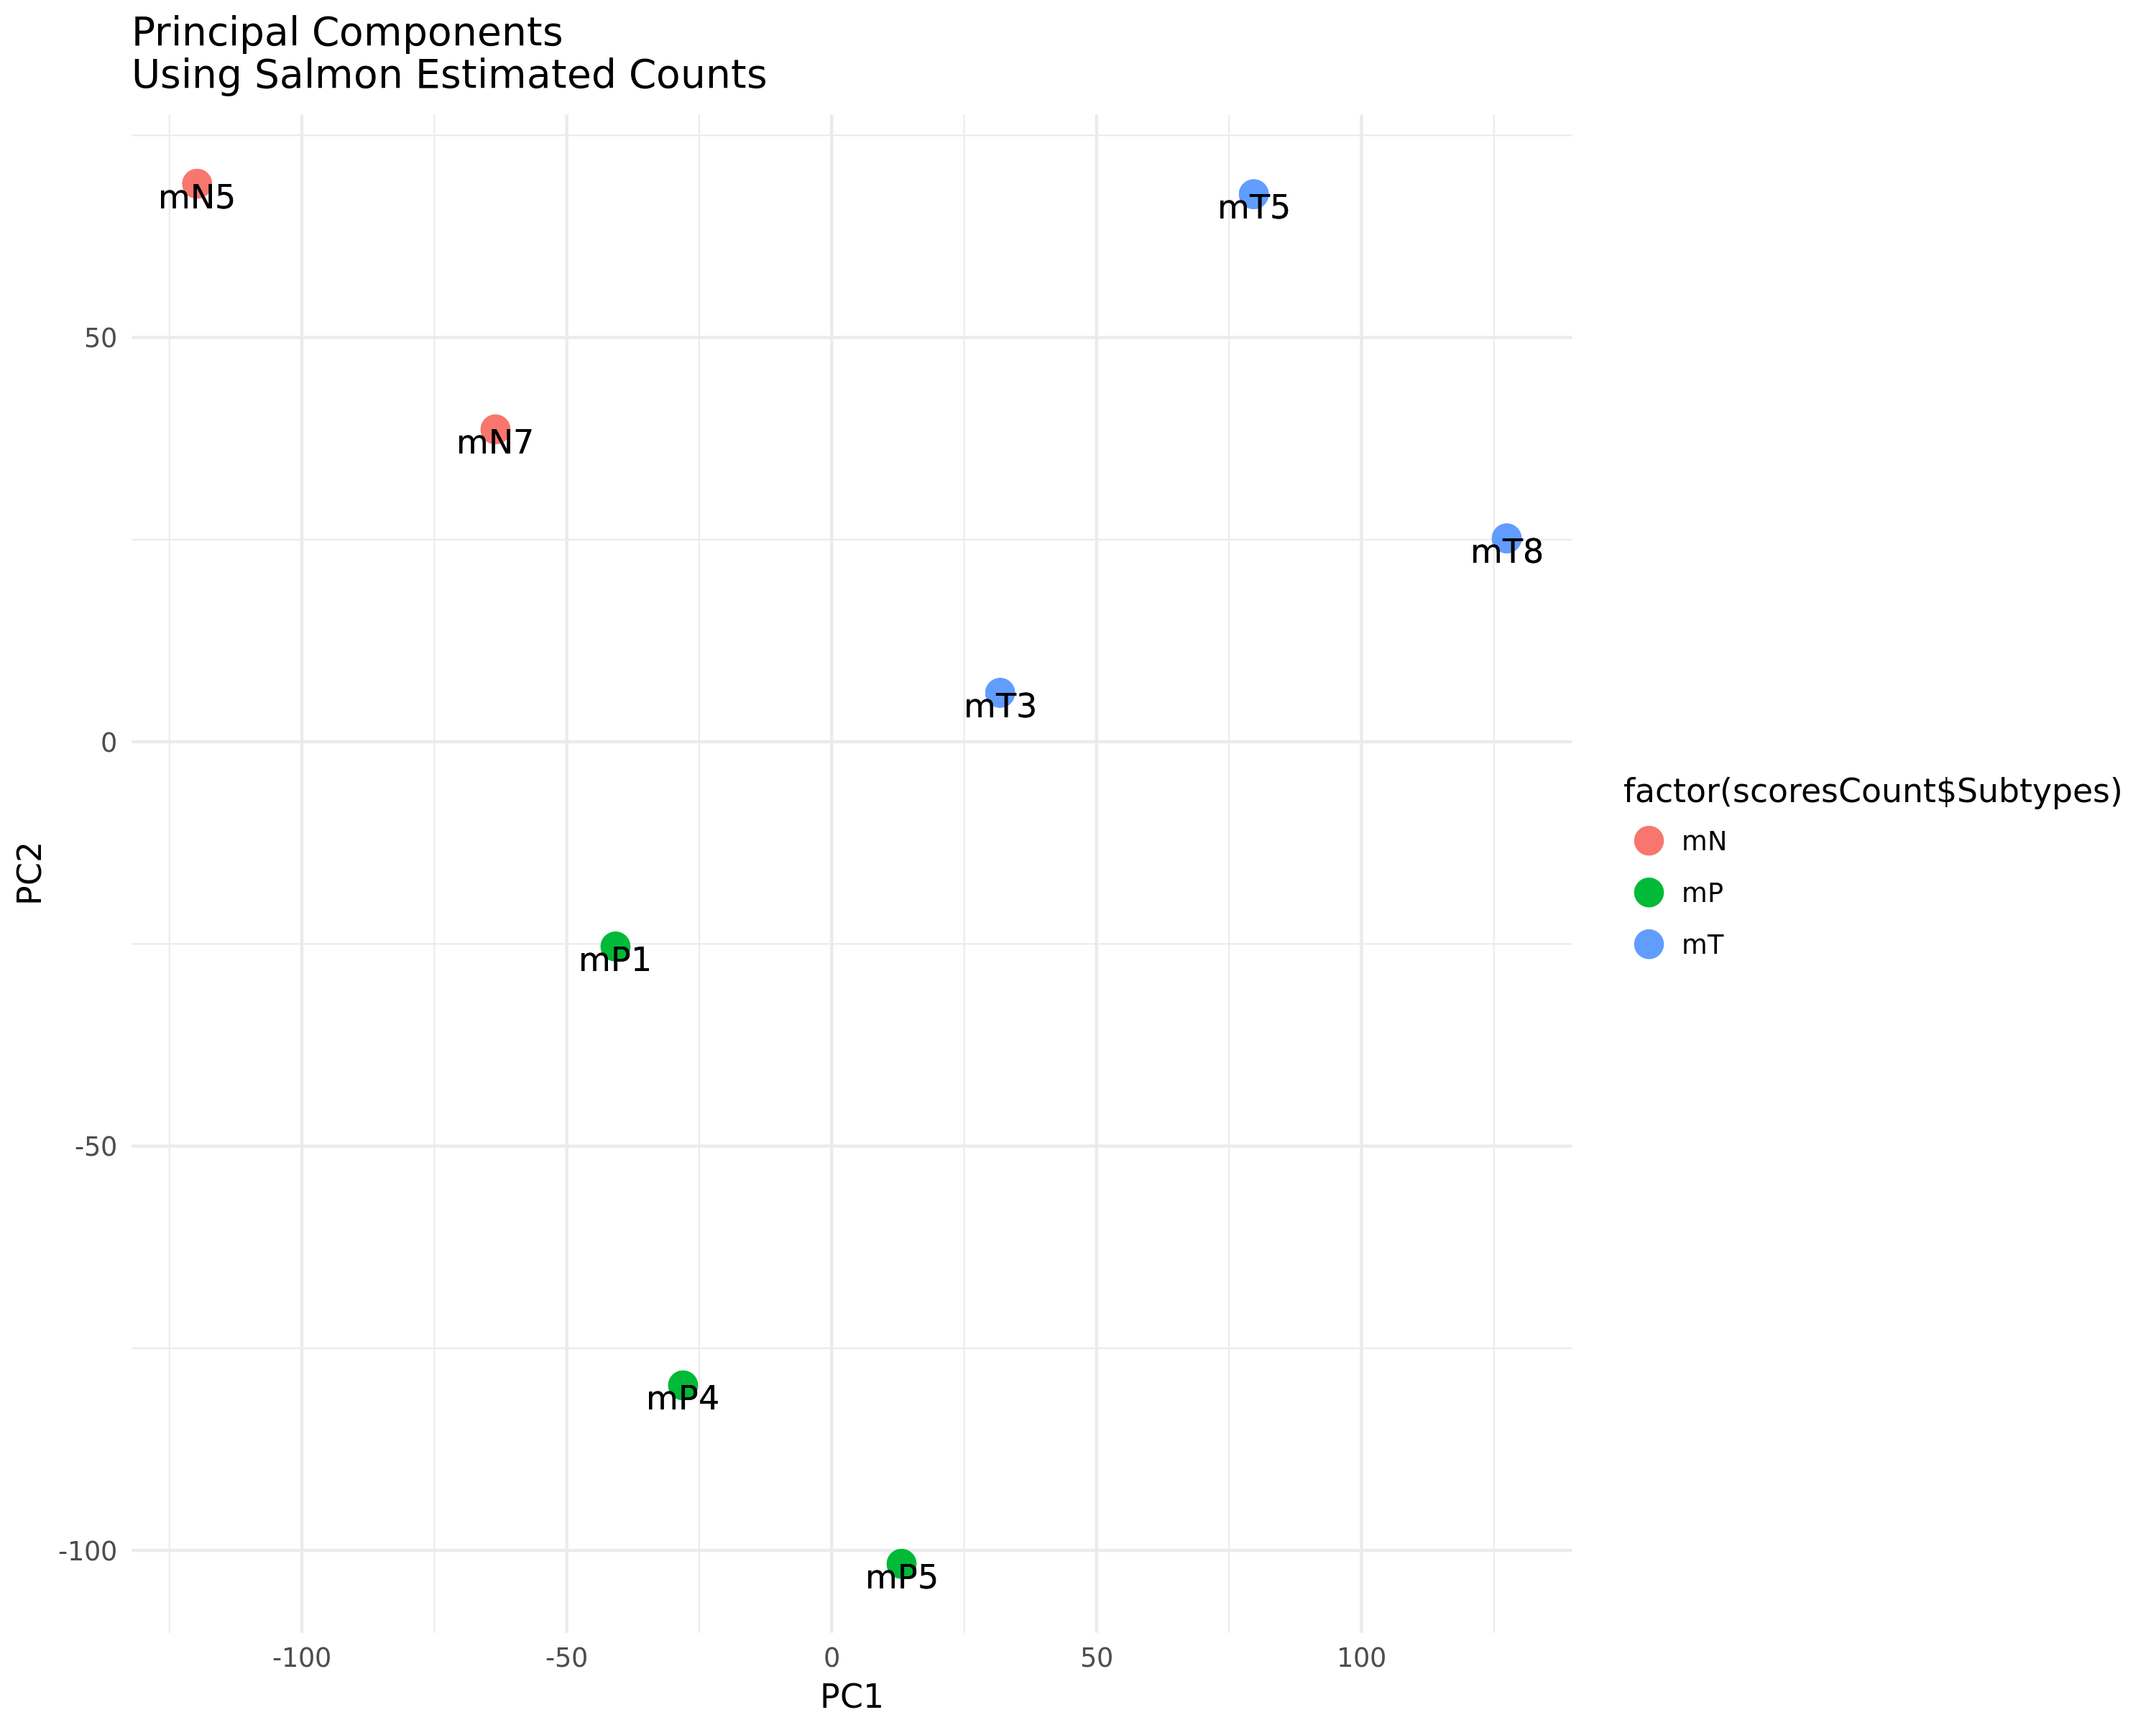 Principal Components
Using Salmon Estimated Counts
mN5
mT5
50
mN7
mT8
mT3
0
factor(scoresCount$Subtypes)
mN
PC2
mP
mT
mP1
-50
mP4
-100
mP5
-100
-50
0
50
100
PC1